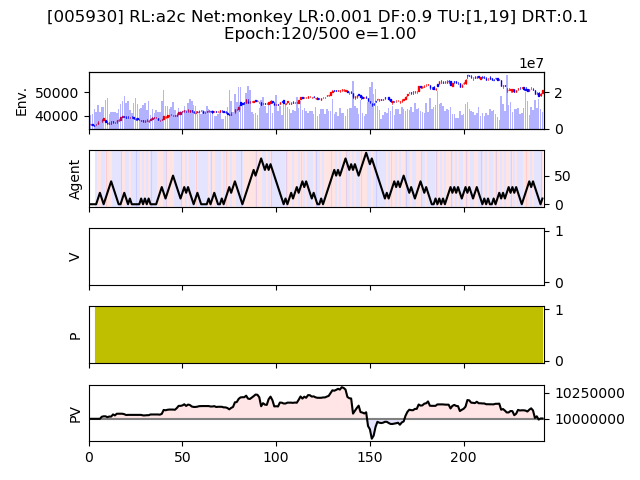 [005930] RL:a2c Net:monkey LR:0.001 DF:0.9 TU:[1,19] DRT:0.1
Epoch:120/500 e=1.00
1e7
Env.
50000
40000
2
0
Agent
50
0
V
1
0
P
1
0
PV
10250000
10000000
0
50
100
150
200